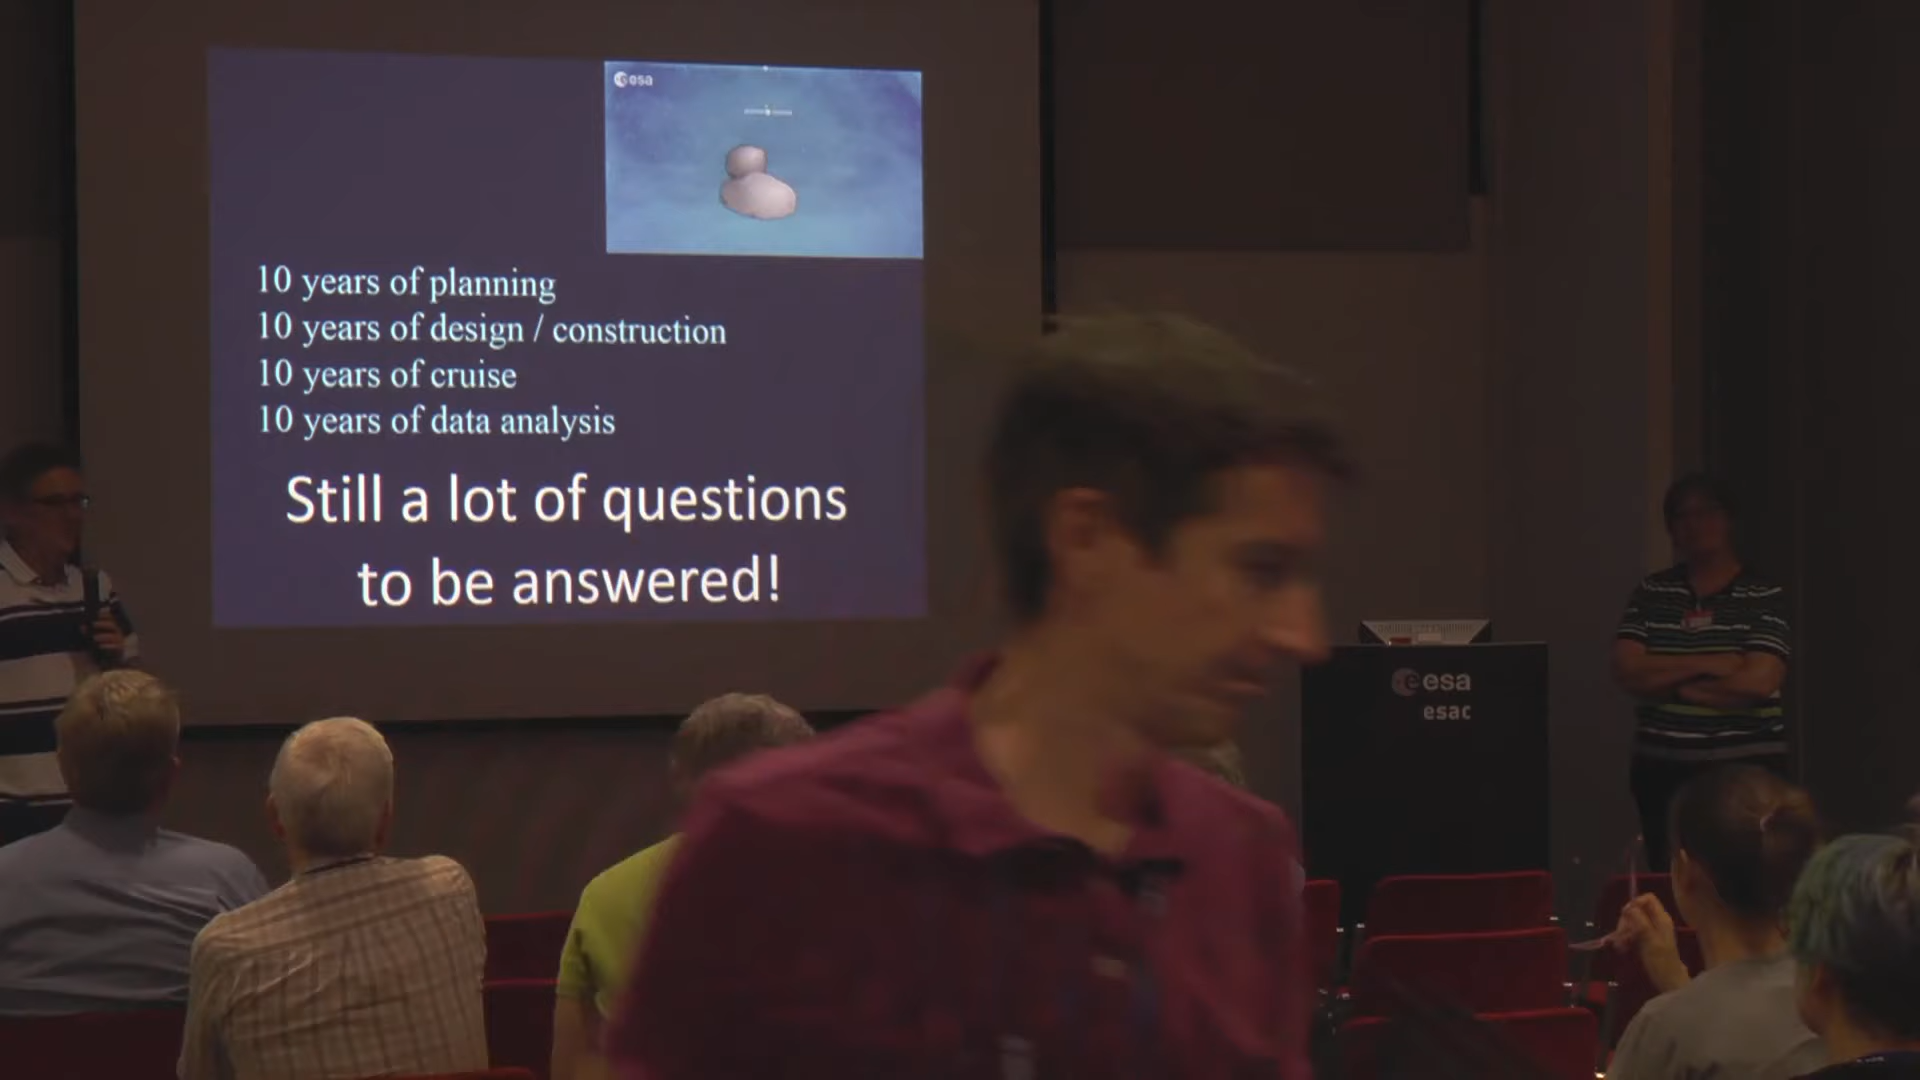 esa
10 years of planning
10 years of design / construction
10 years of cruise
10 years of data analysis
Still a lot of questions
to be answered!
esa
esac